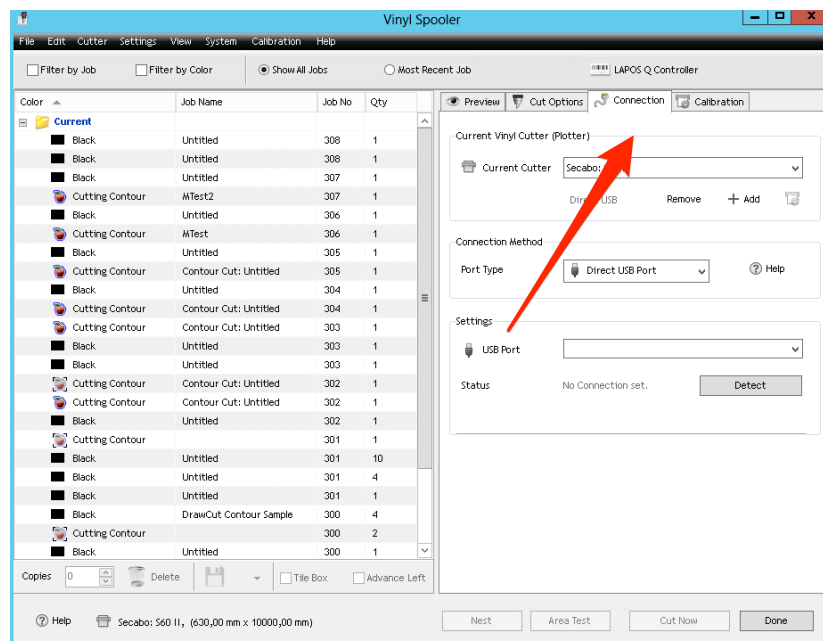 Vinyl Spooler
File Edit Cutter Settings View System Calibration Help
Filter by Job Filter by Color Show All Jobs Most Recent Job LAPOS Q Controller
Color Job Name Job No Qty
Current
Black Untitled 308 1
Black Untitled 308 1
Black Untitled 307 1
Cutting Contour MTest2 307 1
Black Untitled 306 1
Cutting Contour MTest 306 1
Black Untitled 305 1
Cutting Contour Contour Cut: Untitled 305 1
Black Untitled 304 1
Cutting Contour Contour Cut: Untitled 304 1
Cutting Contour Contour Cut: Untitled 303 1
Black Untitled 303 1
Black Untitled 303 1
Cutting Contour Contour Cut: Untitled 302 1
Cutting Contour Contour Cut: Untitled 302 1
Black Untitled 302 1
Cutting Contour 301 1
Black Untitled 301 10
Black Untitled 301 4
Black Untitled 301 1
Black DrawCut Contour Sample 300 4
Cutting Contour 300 2
Black Untitled 300 1
Copies 0 Delete Tile Box Advance Left
Preview Cut Options Connection Calibration
Current Vinyl Cutter (Plotter)
Current Cutter Secabo:
USB Remove Add
Connection Method
Port Type Direct USB Port Help
Settings
USB Port
Status No Connection set. Detect
Help Secabo: S60 II, (630,00 mm x 10000,00 mm) Nest Area Test Cut Now Done